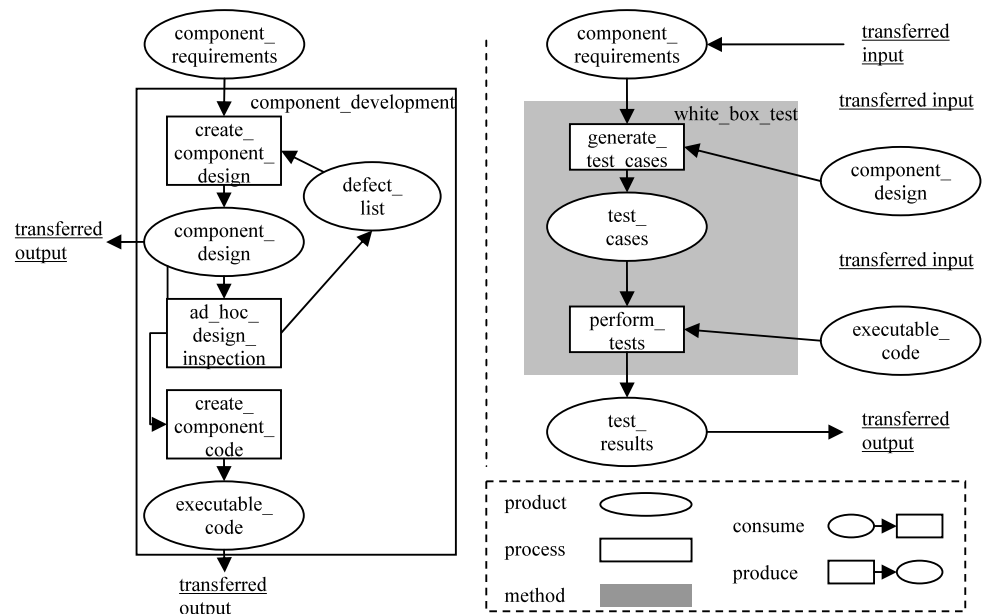 component_
requirements
component_development
create_
component_
design
defect_
list
transferred
output
component_
design
ad_hoc_
design_
inspection
create_
component_
code
executable_
code
transferred
output
component_
requirements
transferred
input
transferred input
white_box_test
generate_
test_cases
component_
design
test_
cases
transferred input
perform_
tests
executable_
code
test_
results
transferred
output
product
process
method
consume
produce